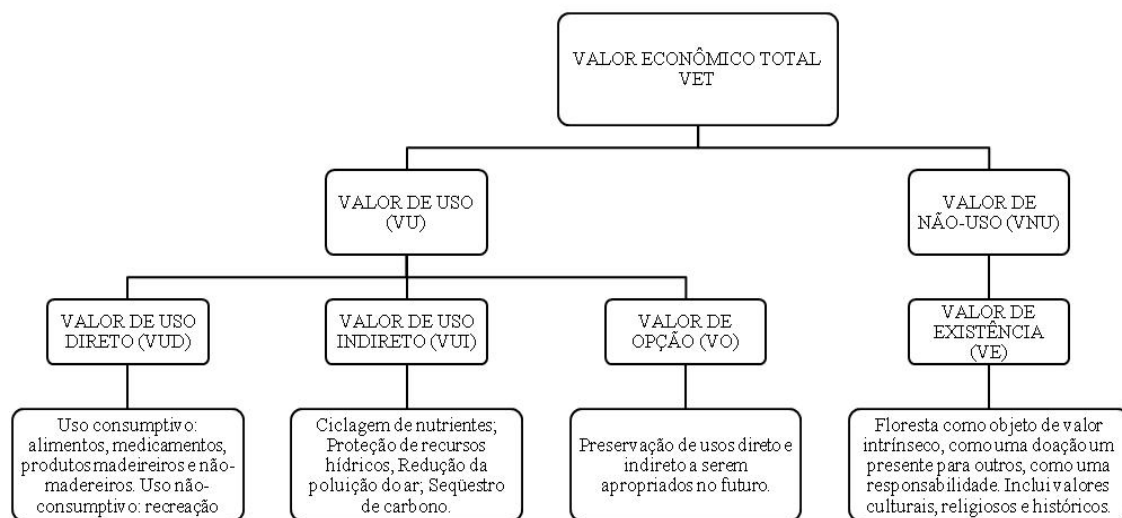 VALOR ECONÔMICO TOTAL
VET
VALOR DE USO
(VU)
VALOR DE
NÃO-USO (VNU)
VALOR DE USO
DIRETO (VUD)
VALOR DE USO
INDIRETO (VUI)
VALOR DE
OPÇÃO (VO)
VALOR DE
EXISTÊNCIA
(VE)
Uso consumptivo:
alimentos, medicamentos,
produtos madeireiros e não-
madereiros. Uso não-
consumptivo: recreação
Ciclagem de nutrientes;
Proteção de recursos
hídricos, Redução da
poluição do ar; Seqüestro
de carbono.
Preservação de usos direto e
indireto a serem
apropriados no futuro.
Floresta como objeto de valor
intrínseco, como uma doação um
presente para outros, como uma
responsabilidade. Inclui valores
culturais, religiosos e históricos.